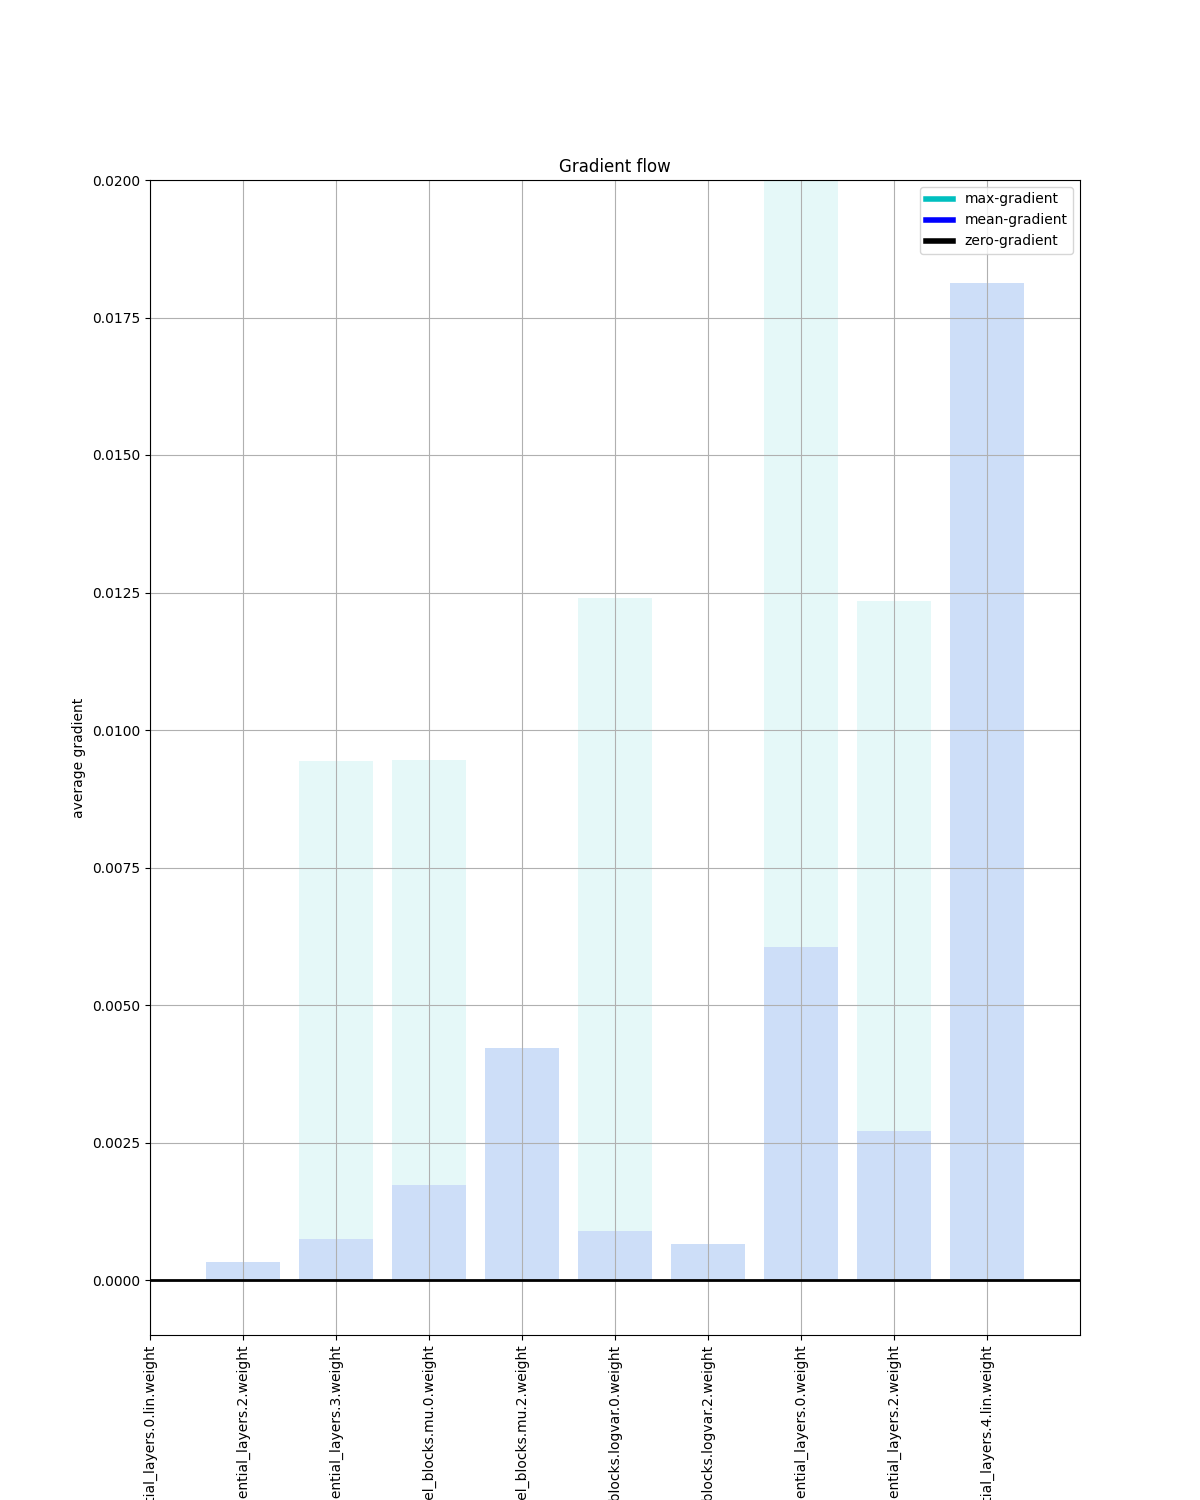 Gradient flow
max-gradient
mean-gradient
zero-gradient
0.0200
0.0175
0.0150
0.0125
0.0100
0.0075
0.0050
0.0025
0.0000
average gradient
tial_layers.0.lin.weight
ential_layers.2.weight
ential_layers.3.weight
el_blocks.mu.0.weight
el_blocks.mu.2.weight
blocks.logvar.0.weight
blocks.logvar.2.weight
ential_layers.0.weight
ential_layers.2.weight
tial_layers.4.lin.weight